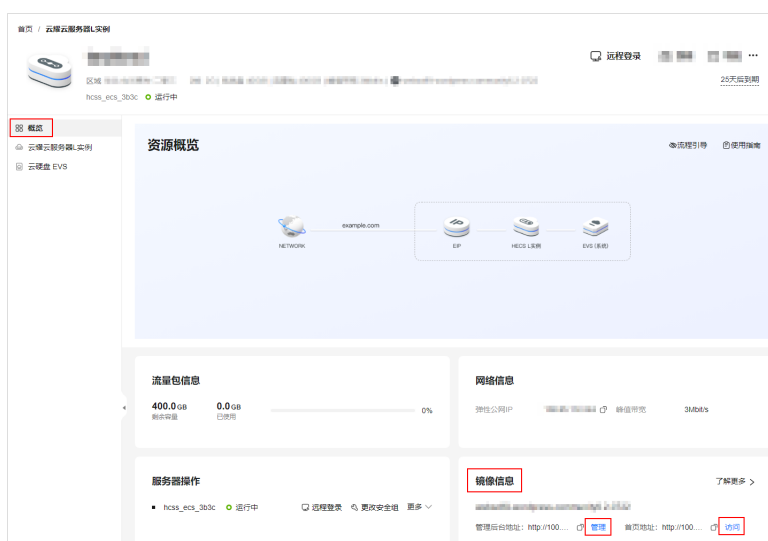 首页 / 云耀云服务器L实例
远程登录 ...
区域
25天后到期
hcss_ecs_3b3c 运行中
概览
云耀云服务器L实例
云硬盘 EVS
资源概览
流程引导 使用指南
example.com
NETWORK EIP HECS L实例 EVS (系统)
流量包信息
400.0 GB 0.0 GB
剩余容量 已使用
0%
网络信息
弹性公网IP 峰值带宽 3Mbit/s
服务器操作
hcss_ecs_3b3c 运行中 远程登录 更改安全组 更多
镜像信息 了解更多
管理后台地址: http://100.... 管理 首页地址: http://100.... 访问